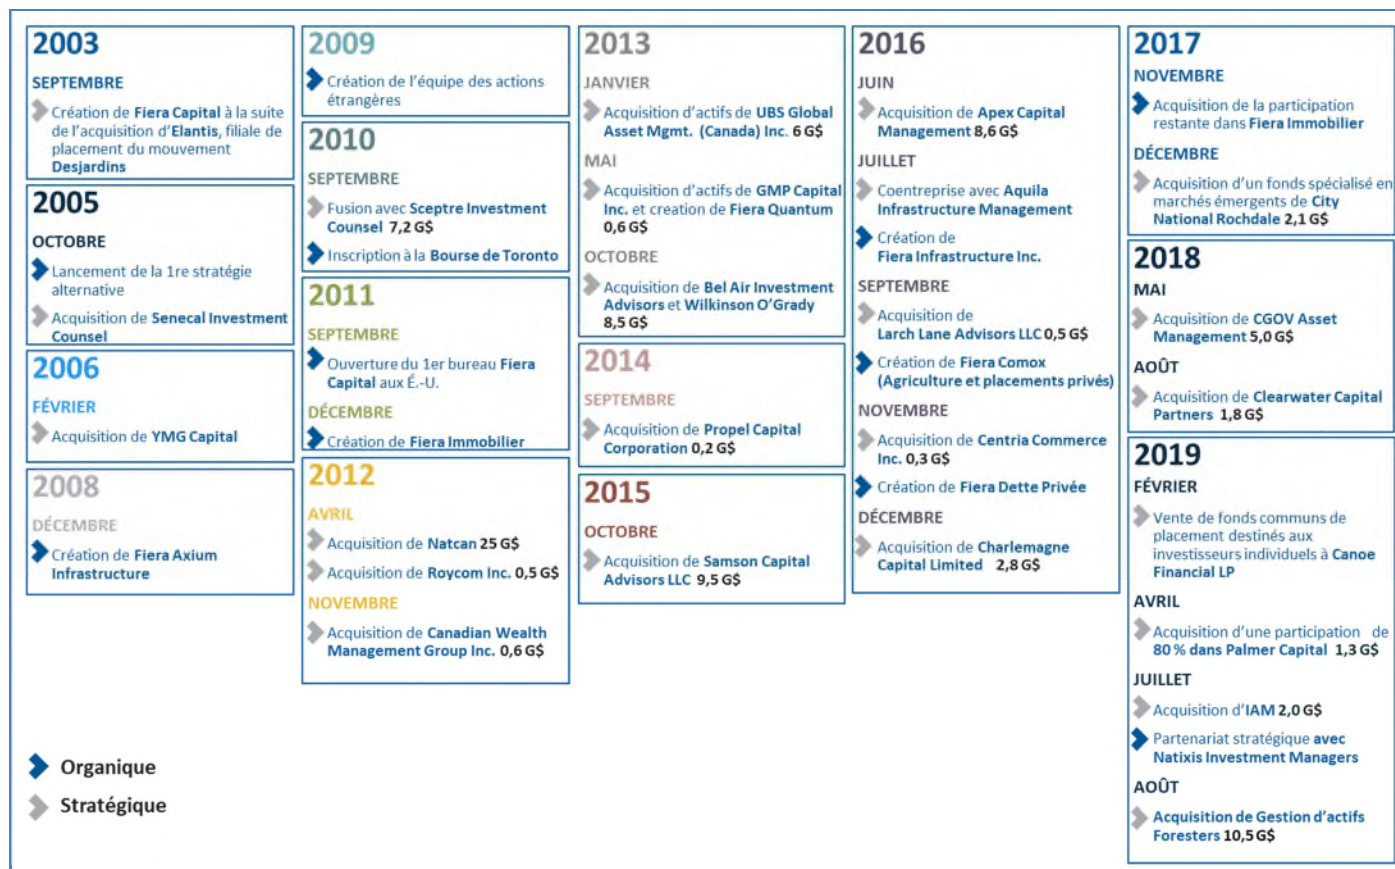 2003
SEPTEMBRE
Création de Fiera Capital à la suite
de l'acquisition d'Elantis, filiale de
placement du mouvement
Desjardins
2005
OCTOBRE
Lancement de la 1re stratégie
alternative
Acquisition de Senecal Investment
Counsel
2006
FÉVRIER
Acquisition de YMG Capital
2008
DÉCEMBRE
Création de Fiera Axium
Infrastructure
2009
Création de l'équipe des actions
étrangères
2010
SEPTEMBRE
Fusion avec Sceptre Investment
Counsel 7,2 G$
Inscription à la Bourse de Toronto
2011
SEPTEMBRE
Ouverture du 1er bureau Fiera
Capital aux É.-U.
DÉCEMBRE
Création de Fiera Immobilier
2012
AVRIL
Acquisition de Natcan 25 G$
Acquisition de Roycom Inc. 0,5 G$
NOVEMBRE
Acquisition de Canadian Wealth
Management Group Inc. 0,6 G$
2013
JANVIER
Acquisition d'actifs de UBS Global
Asset Mgmt. (Canada) Inc. 6 G$
MAI
Acquisition d'actifs de GMP Capital
Inc. et creation de Fiera Quantum
0,6 G$
OCTOBRE
Acquisition de Bel Air Investment
Advisors et Wilkinson O'Grady
8,5 G$
2014
SEPTEMBRE
Acquisition de Propel Capital
Corporation 0,2 G$
2015
OCTOBRE
Acquisition de Samson Capital
Advisors LLC 9,5 G$
2016
JUIN
Acquisition de Apex Capital
Management 8,6 G$
JUILLET
Coentreprise avec Aquila
Infrastructure Management
Création de
Fiera Infrastructure Inc.
SEPTEMBRE
Acquisition de
Larch Lane Advisors LLC 0,5 G$
Création de Fiera Comox
(Agriculture et placements privés)
NOVEMBRE
Acquisition de Centria Commerce
Inc. 0,3 G$
Création de Fiera Dette Privée
DÉCEMBRE
Acquisition de Charlemagne
Capital Limited 2,8 G$
2017
NOVEMBRE
Acquisition de la participation
restante dans Fiera Immobilier
DÉCEMBRE
Acquisition d'un fonds spécialisé en
marchés émergents de City
National Rochdale 2,1 G$
2018
MAI
Acquisition de CGOV Asset
Management 5,0 G$
AOÛT
Acquisition de Clearwater Capital
Partners 1,8 G$
2019
FÉVRIER
Vente de fonds communs de
placement destinés aux
investisseurs individuels à Canoe
Financial LP
AVRIL
Acquisition d'une participation de
80 % dans Palmer Capital 1,3 G$
JUILLET
Acquisition d'IAM 2,0 G$
Partenariat stratégique avec
Natixis Investment Managers
AOÛT
Acquisition de Gestion d'actifs
Foresters 10,5 G$
Organique
Stratégique